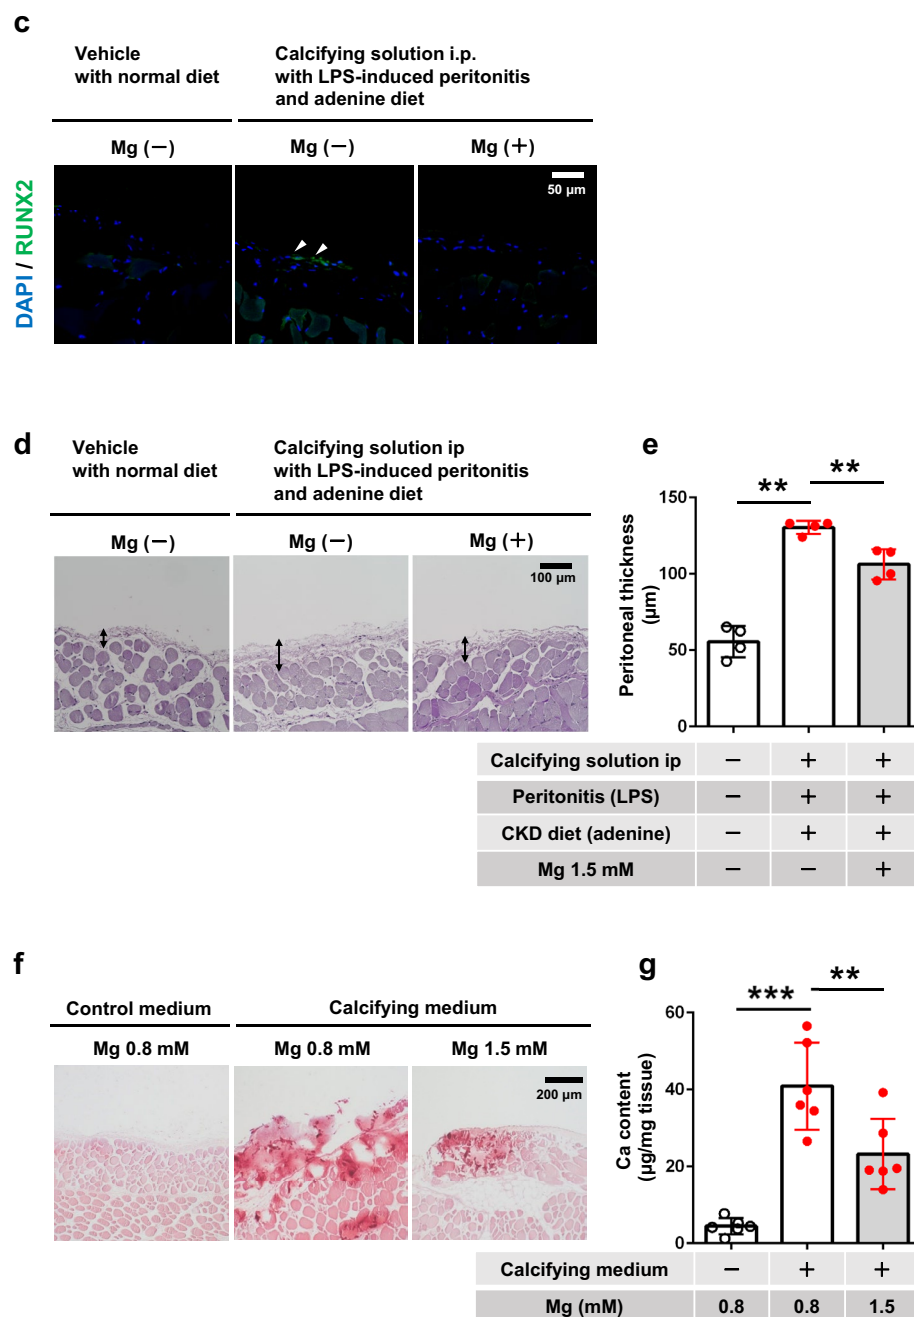 c
Vehicle
with normal diet
Calcifying solution i.p.
with LPS-induced peritonitis
and adenine diet
Mg (−)
Mg (−)
Mg (+)
DAPI / RUNX2
50 μm
d
Vehicle
with normal diet
Calcifying solution ip
with LPS-induced peritonitis
and adenine diet
Mg (−)
Mg (−)
Mg (+)
100 μm
e
**
**
Peritoneal thickness
(μm)
150
100
50
0
Calcifying solution ip − + +
Peritonitis (LPS) − + +
CKD diet (adenine) − + +
Mg 1.5 mM − − +
f
Control medium
Calcifying medium
Mg 0.8 mM
Mg 0.8 mM
Mg 1.5 mM
200 μm
g
***
**
Ca content
(μg/mg tissue)
60
40
20
0
Calcifying medium − + +
Mg (mM) 0.8 0.8 1.5